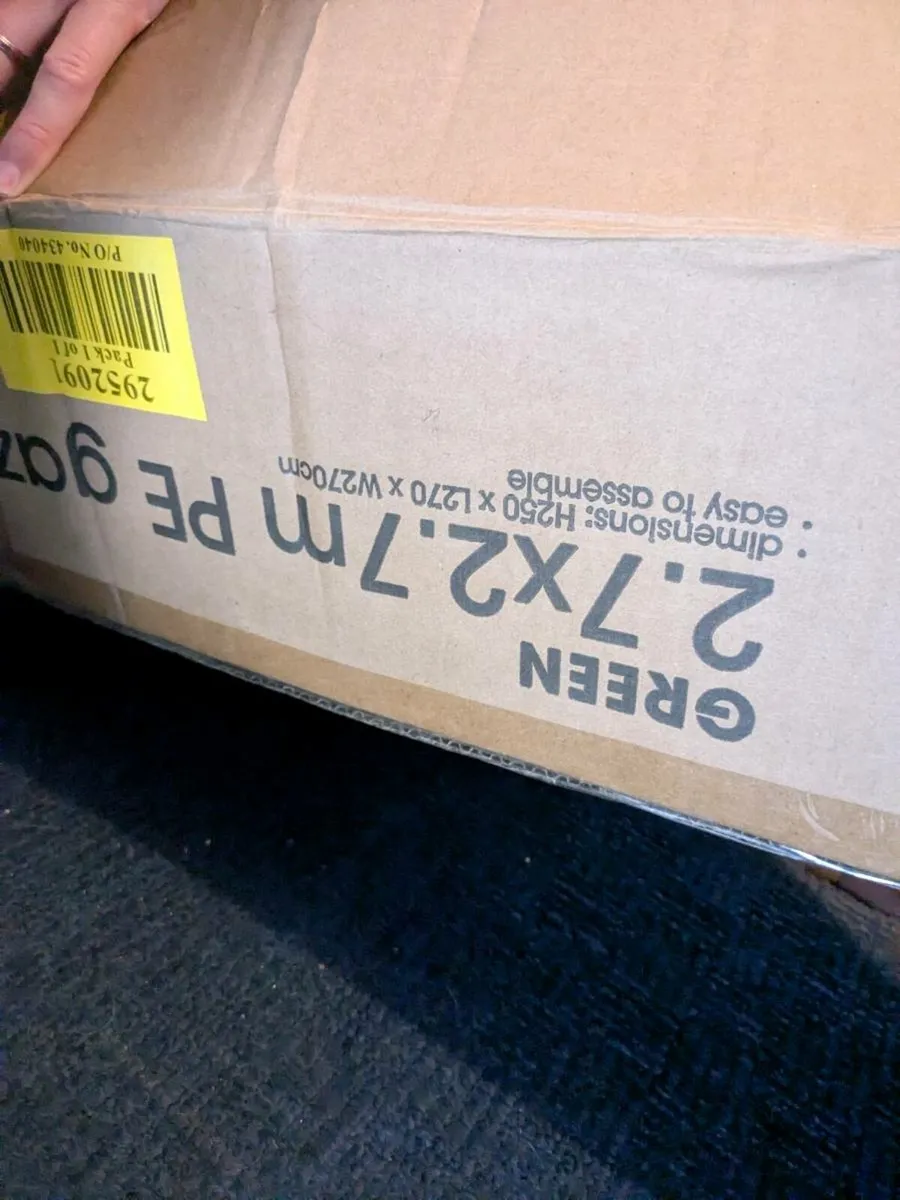 GREEN
2.7x2.7m PE gaz
• dimensions: H250 x L270 x W270cm
• easy to assemble
2952091
Pack 1 of 1
P/O No. 434040